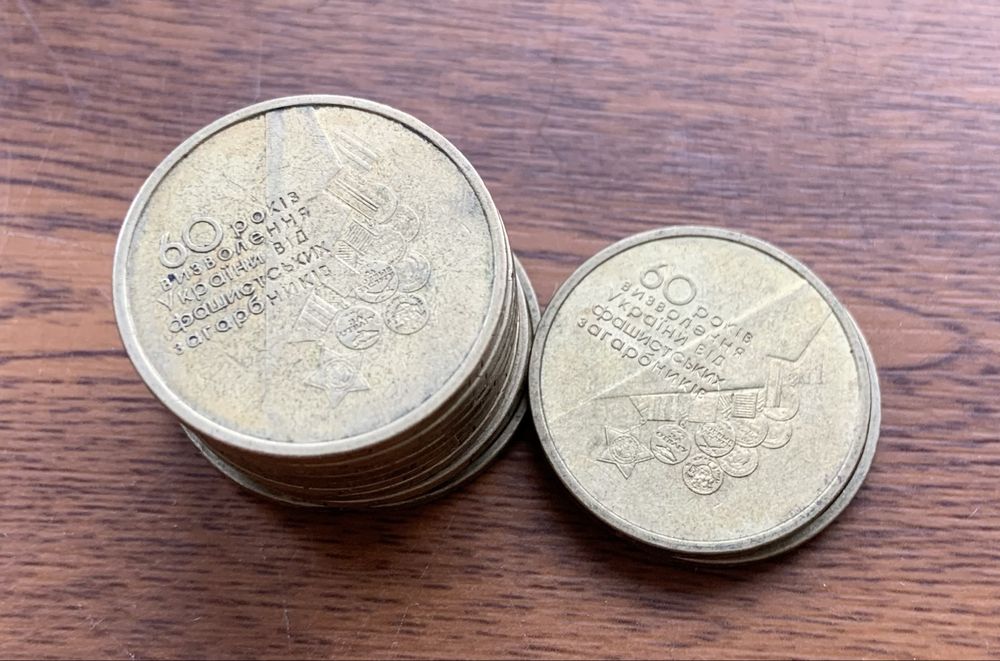 60 років
визволення
України від
фашистських
загарбників
60 років
визволення
України від
фашистських
загарбників